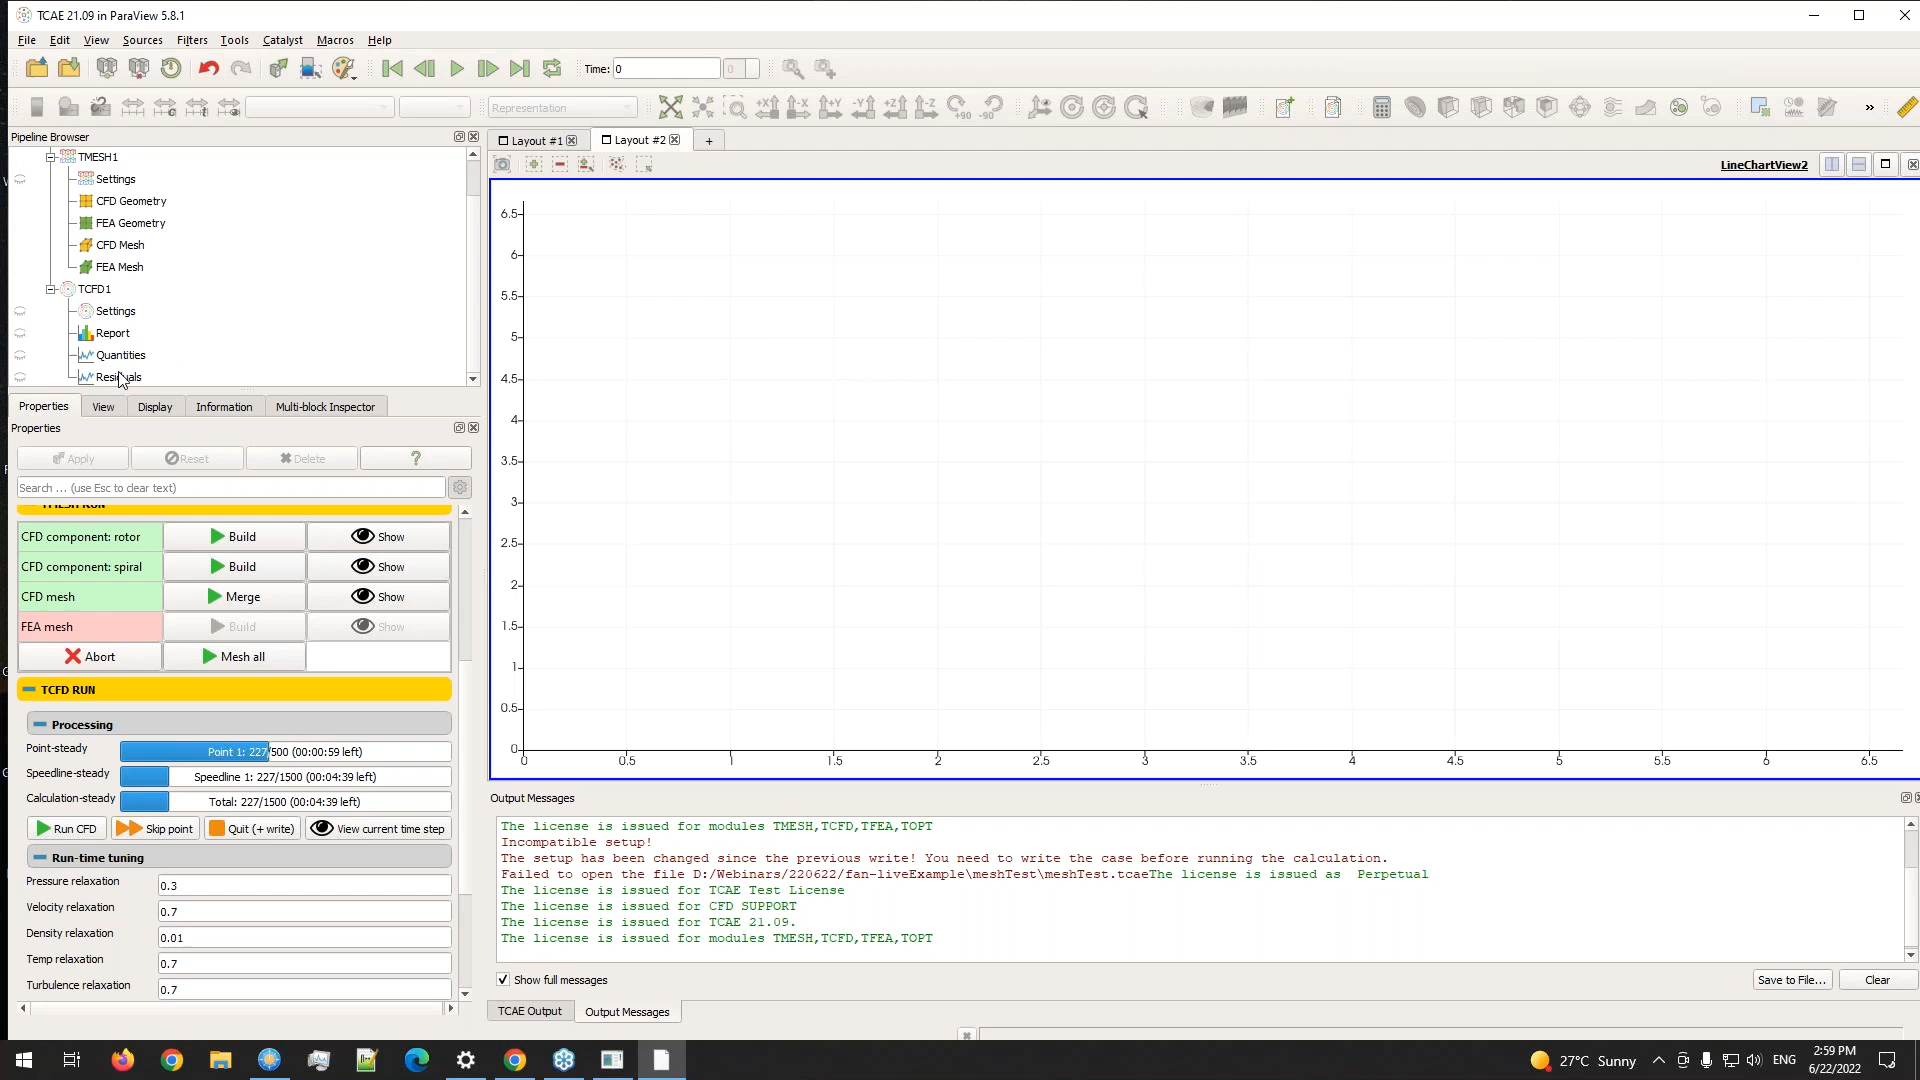 TCAE 21.09 in ParaView 5.8.1
File Edit View Sources Filters Tools Catalyst Macros Help
Time: 0 0
Representation
+X -X +Y -Y +Z -Z +90 -90 »
Pipeline Browser
Layout #1 Layout #2 +
TMESH1
LineChartView2
Settings
CFD Geometry
FEA Geometry
CFD Mesh
FEA Mesh
TCFD1
Settings
Report
Quantities
Residuals
Properties View Display Information Multi-block Inspector
Properties
Apply Reset Delete ?
Search ... (use Esc to clear text)
TMESH RUN
CFD component: rotor Build Show
CFD component: spiral Build Show
CFD mesh Merge Show
FEA mesh Build Show
Abort Mesh all
TCFD RUN
Processing
Point-steady Point 1: 227/500 (00:00:59 left)
Speedline-steady Speedline 1: 227/1500 (00:04:39 left)
Calculation-steady Total: 227/1500 (00:04:39 left)
Run CFD Skip point Quit (+ write) View current time step
Run-time tuning
Pressure relaxation 0.3
Velocity relaxation 0.7
Density relaxation 0.01
Temp relaxation 0.7
Turbulence relaxation 0.7
6.5
6
5.5
5
4.5
4
3.5
3
2.5
2
1.5
1
0.5
0
0 0.5 1 1.5 2 2.5 3 3.5 4 4.5 5 5.5 6 6.5
Output Messages
The license is issued for modules TMESH,TCFD,TFEA,TOPT
Incompatible setup!
The setup has been changed since the previous write! You need to write the case before running the calculation.
Failed to open the file D:/Webinars/220622/fan-liveExample\meshTest\meshTest.tcaeThe license is issued as  Perpetual
The license is issued for TCAE Test License
The license is issued for CFD SUPPORT
The license is issued for TCAE 21.09.
The license is issued for modules TMESH,TCFD,TFEA,TOPT
Show full messages Save to File... Clear
TCAE Output Output Messages
27°C Sunny ENG 2:59 PM
6/22/2022